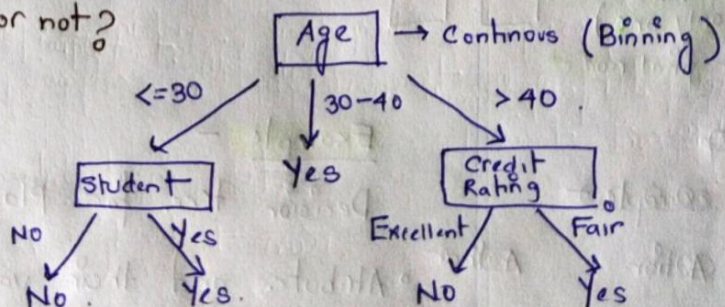 or not?
Age → Continous (Binning)
<=30
30-40
>40.
Student
Yes
Credit
Rating
No
Yes
Excellent
Fair
No.
Yes.
No
Yes